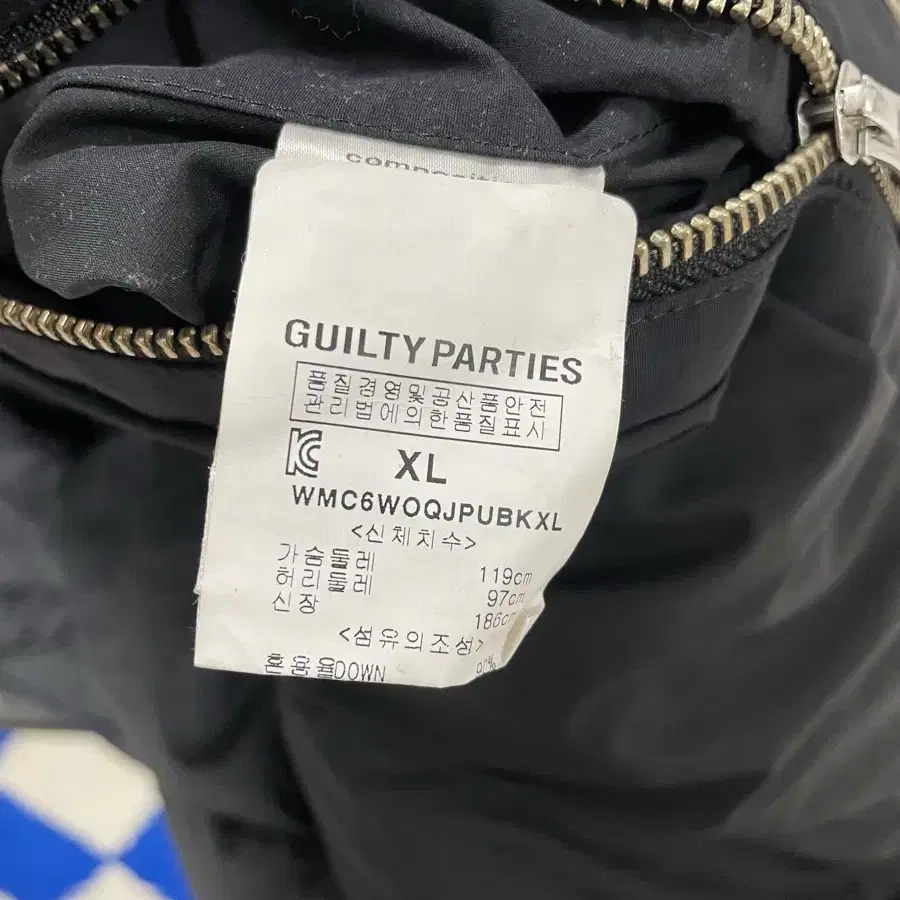 GUILTY PARTIES
품질경영및공산품안전
관리법에의한품질표시
XL
WMC6WOQJPUBKXL
<신체치수>
가슴둘레 119cm
허리둘레 97cm
신장 186cm
<섬유의조성>
혼용율DOWN 90%